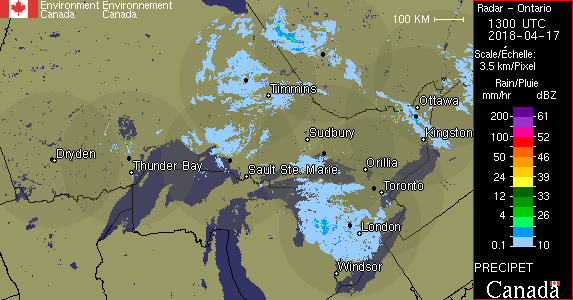 Environment Environnement
Canada Canada
100 KM
Timmins
Ottawa
Sudbury
Kingston
Dryden
Thunder Bay
Sault Ste. Marie
Orillia
Toronto
London
Windsor
Radar - Ontario
1300 UTC
2018-04-17
Scale/Échelle:
3.5 km/Pixel
Rain/Pluie
mm/hr dBZ
200 61
100 52
50 46
24 39
12 33
4 26
0.1 10
PRECIPET
Canada